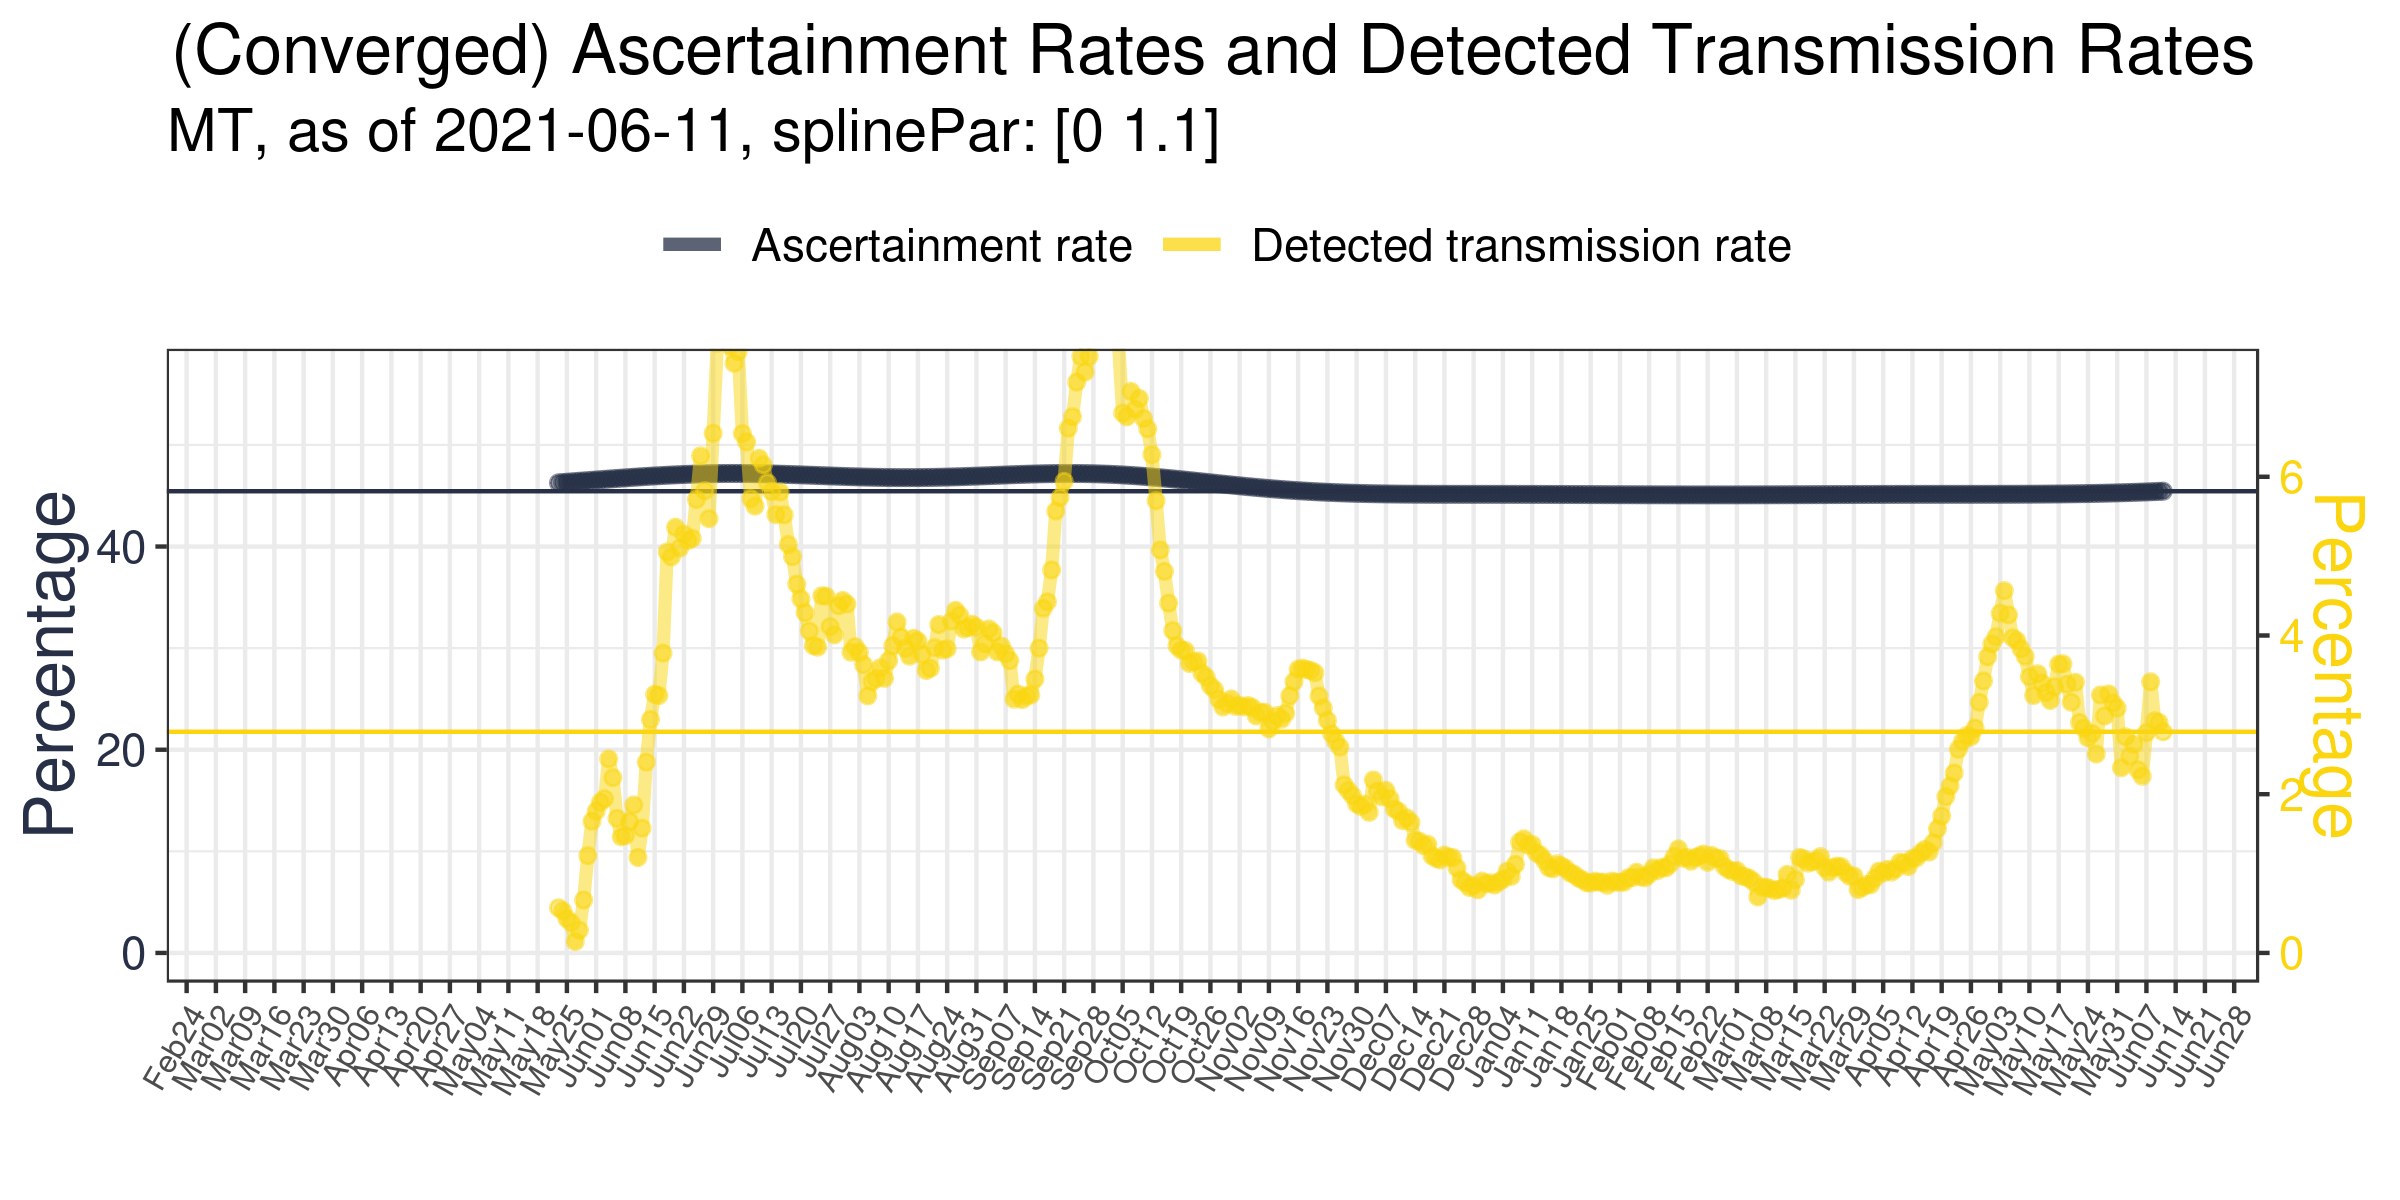 (Converged) Ascertainment Rates and Detected Transmission Rates
MT, as of 2021-06-11, splinePar: [0 1.1]
Ascertainment rate
Detected transmission rate
Percentage
40
20
0
6
4
2
0
Percentage
Feb24
Mar02
Mar09
Mar16
Mar23
Mar30
Apr06
Apr13
Apr20
Apr27
May04
May11
May18
May25
Jun01
Jun08
Jun15
Jun22
Jun29
Jul06
Jul13
Jul20
Jul27
Aug03
Aug10
Aug17
Aug24
Aug31
Sep07
Sep14
Sep21
Sep28
Oct05
Oct12
Oct19
Oct26
Nov02
Nov09
Nov16
Nov23
Nov30
Dec07
Dec14
Dec21
Dec28
Jan04
Jan11
Jan18
Jan25
Feb01
Feb08
Feb15
Feb22
Mar01
Mar08
Mar15
Mar22
Mar29
Apr05
Apr12
Apr19
Apr26
May03
May10
May17
May24
May31
Jun07
Jun14
Jun21
Jun28